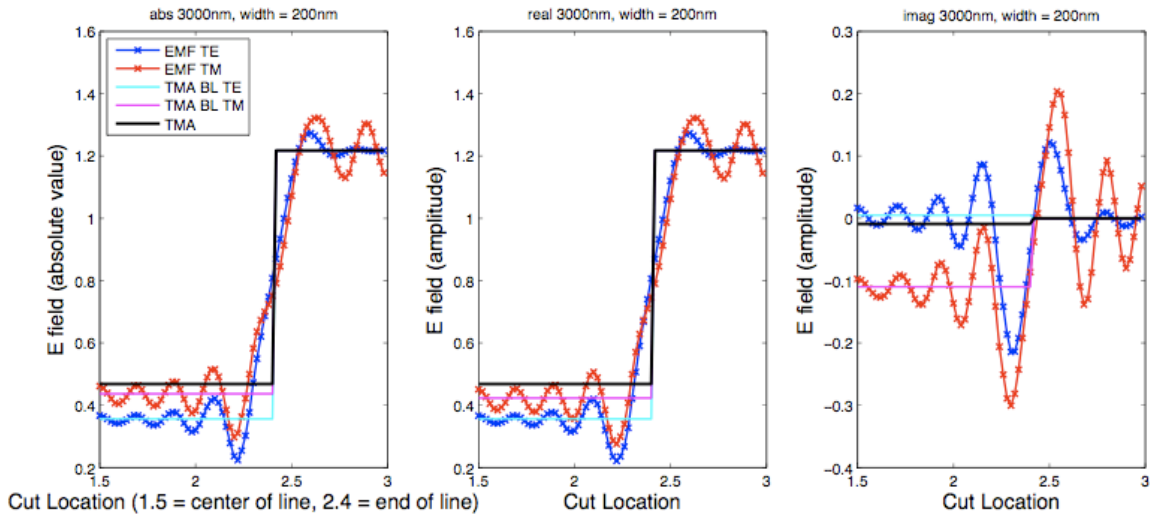 abs 3000nm, width = 200nm
E field (absolute value)
1.6
1.4
1.2
1
0.8
0.6
0.4
0.2
1.5 2 2.5 3
EMF TE
EMF TM
TMA BL TE
TMA BL TM
TMA
Cut Location (1.5 = center of line, 2.4 = end of line)
real 3000nm, width = 200nm
E field (amplitude)
1.6
1.4
1.2
1
0.8
0.6
0.4
0.2
1.5 2 2.5 3
Cut Location
imag 3000nm, width = 200nm
E field (amplitude)
0.3
0.2
0.1
0
−0.1
−0.2
−0.3
−0.4
1.5 2 2.5 3
Cut Location